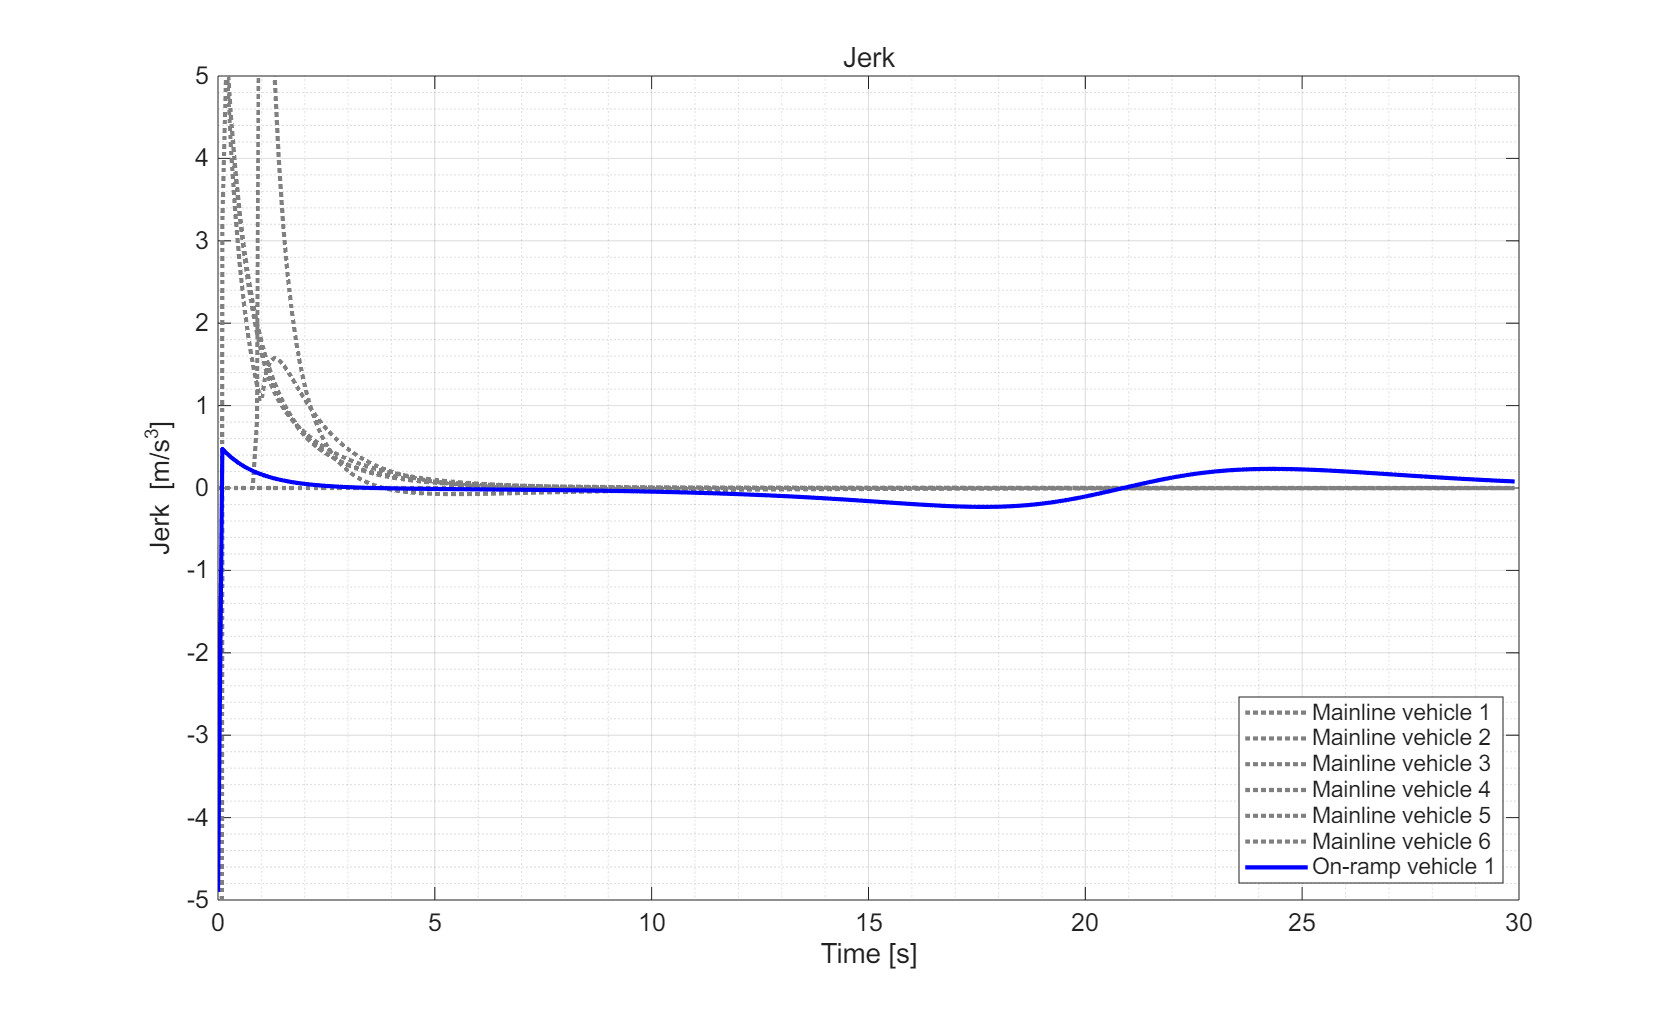 Jerk
5
4
3
2
1
0
-1
-2
-3
-4
-5
Jerk [m/s³]
0 5 10 15 20 25 30
Time [s]
Mainline vehicle 1
Mainline vehicle 2
Mainline vehicle 3
Mainline vehicle 4
Mainline vehicle 5
Mainline vehicle 6
On-ramp vehicle 1